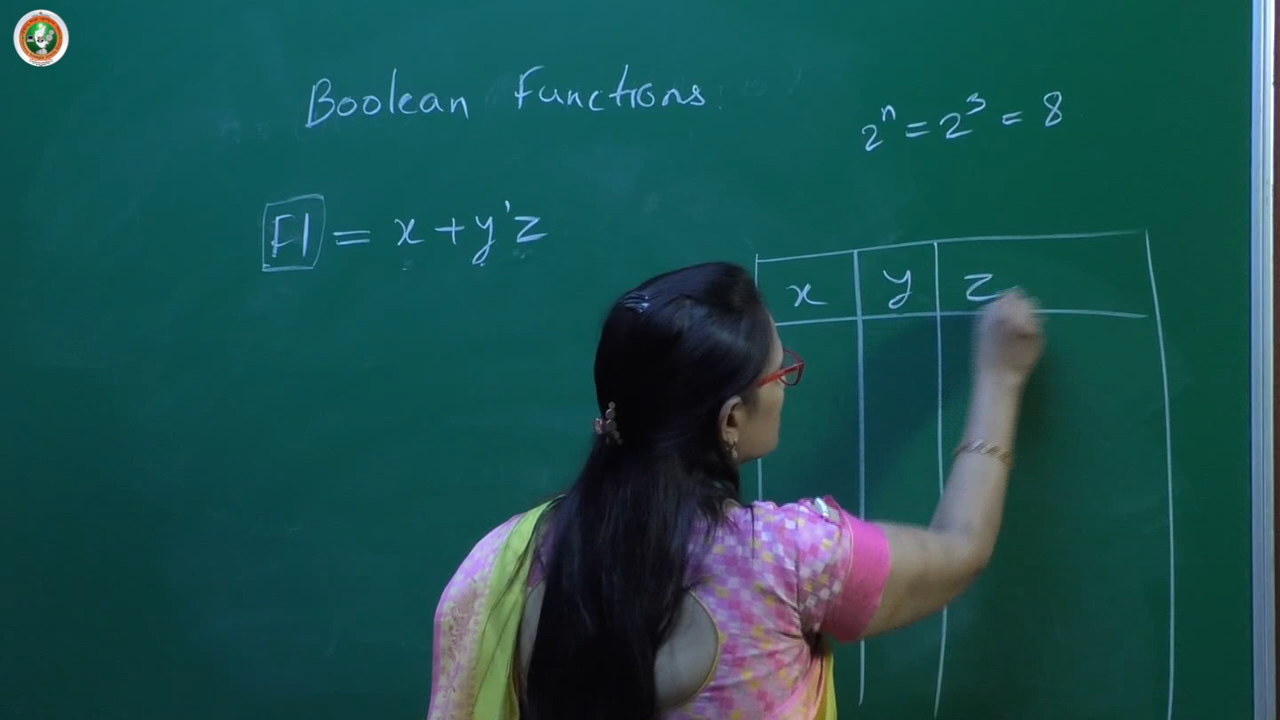 Boolean Functions
2ⁿ = 2³ = 8
F1 = x + y'z
x y z